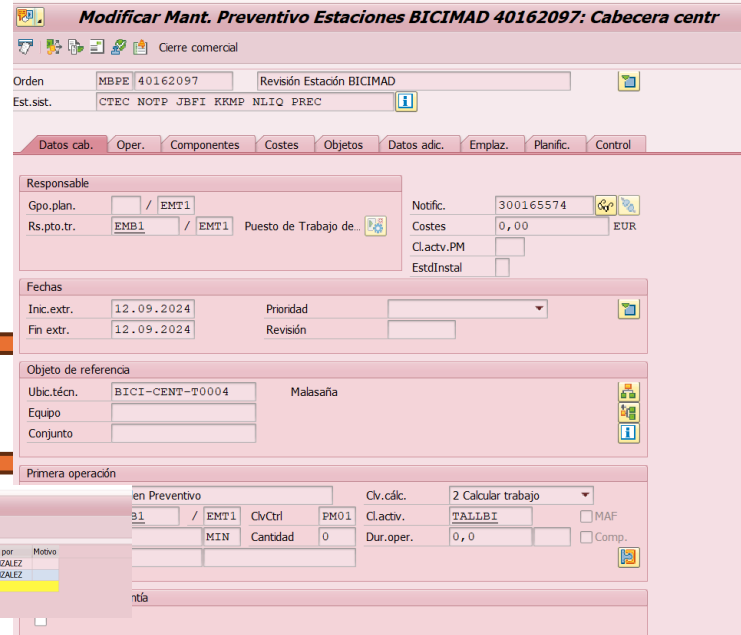 Modificar Mant. Preventivo Estaciones BICIMAD 40162097: Cabecera centr
Cierre comercial
Orden MBPE 40162097 Revisión Estación BICIMAD
Est.sist. CTEC NOTP JBFI KKMP NLIQ PREC
Datos cab. Oper. Componentes Costes Objetos Datos adic. Emplaz. Planific. Control
Responsable
Gpo.plan. / EMT1 Notific. 300165574
Rs.pto.tr. EMB1 / EMT1 Puesto de Trabajo de… Costes 0,00 EUR
Cl.actv.PM
EstdInstal
Fechas
Inic.extr. 12.09.2024 Prioridad
Fin extr. 12.09.2024 Revisión
Objeto de referencia
Ubic.técn. BICI-CENT-T0004 Malasaña
Equipo
Conjunto
Primera operación
en Preventivo Clv.cálc. 2 Calcular trabajo
B1 / EMT1 ClvCtrl PM01 Cl.activ. TALLBI MAF
MIN Cantidad 0 Dur.oper. 0,0 Comp.
por Motivo
NZALEZ
NZALEZ
ntía